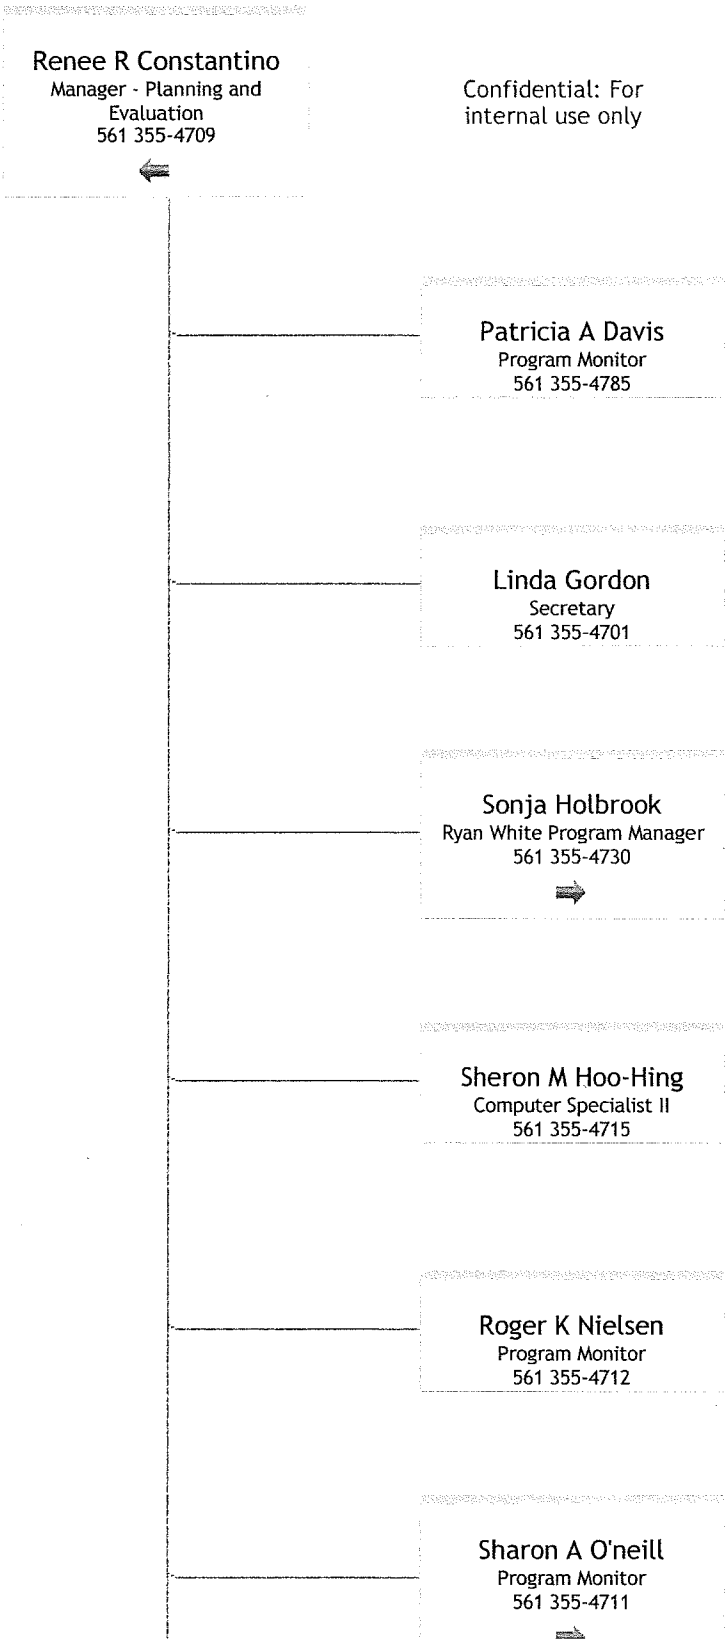 Renee R Constantino
Manager - Planning and
Evaluation
561 355-4709
Confidential: For
internal use only
Patricia A Davis
Program Monitor
561 355-4785
Linda Gordon
Secretary
561 355-4701
Sonja Holbrook
Ryan White Program Manager
561 355-4730
Sheron M Hoo-Hing
Computer Specialist II
561 355-4715
Roger K Nielsen
Program Monitor
561 355-4712
Sharon A O'neill
Program Monitor
561 355-4711